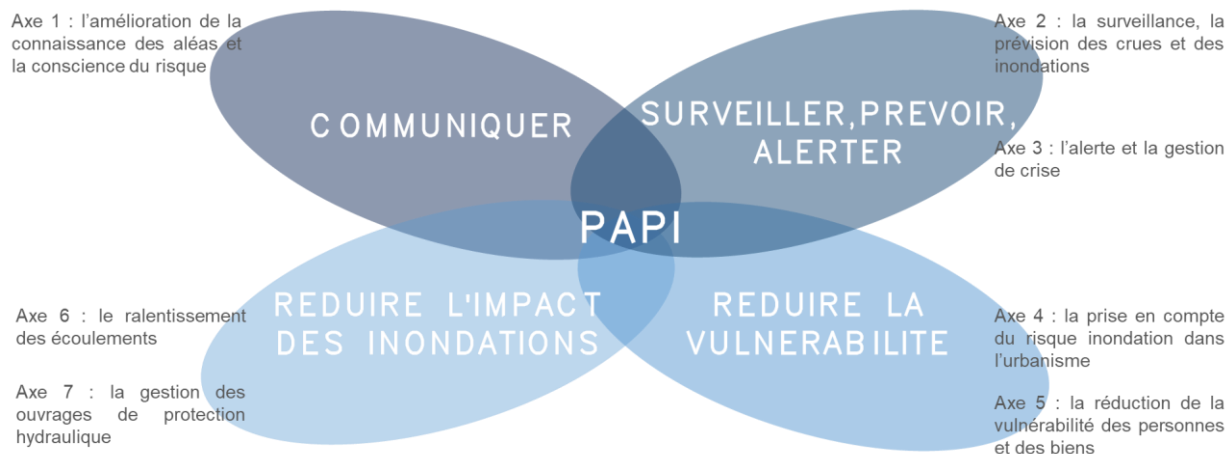 Axe 1 : l’amélioration de la
connaissance des aléas et
la conscience du risque
COMMUNIQUER
SURVEILLER, PREVOIR,
ALERTER
Axe 2 : la surveillance, la
prévision des crues et des
inondations
Axe 3 : l’alerte et la gestion
de crise
PAPI
Axe 6 : le ralentissement
des écoulements
Axe 7 : la gestion des
ouvrages de protection
hydraulique
REDUIRE L'IMPACT
DES INONDATIONS
REDUIRE LA
VULNERABILITE
Axe 4 : la prise en compte
du risque inondation dans
l’urbanisme
Axe 5 : la réduction de la
vulnérabilité des personnes
et des biens